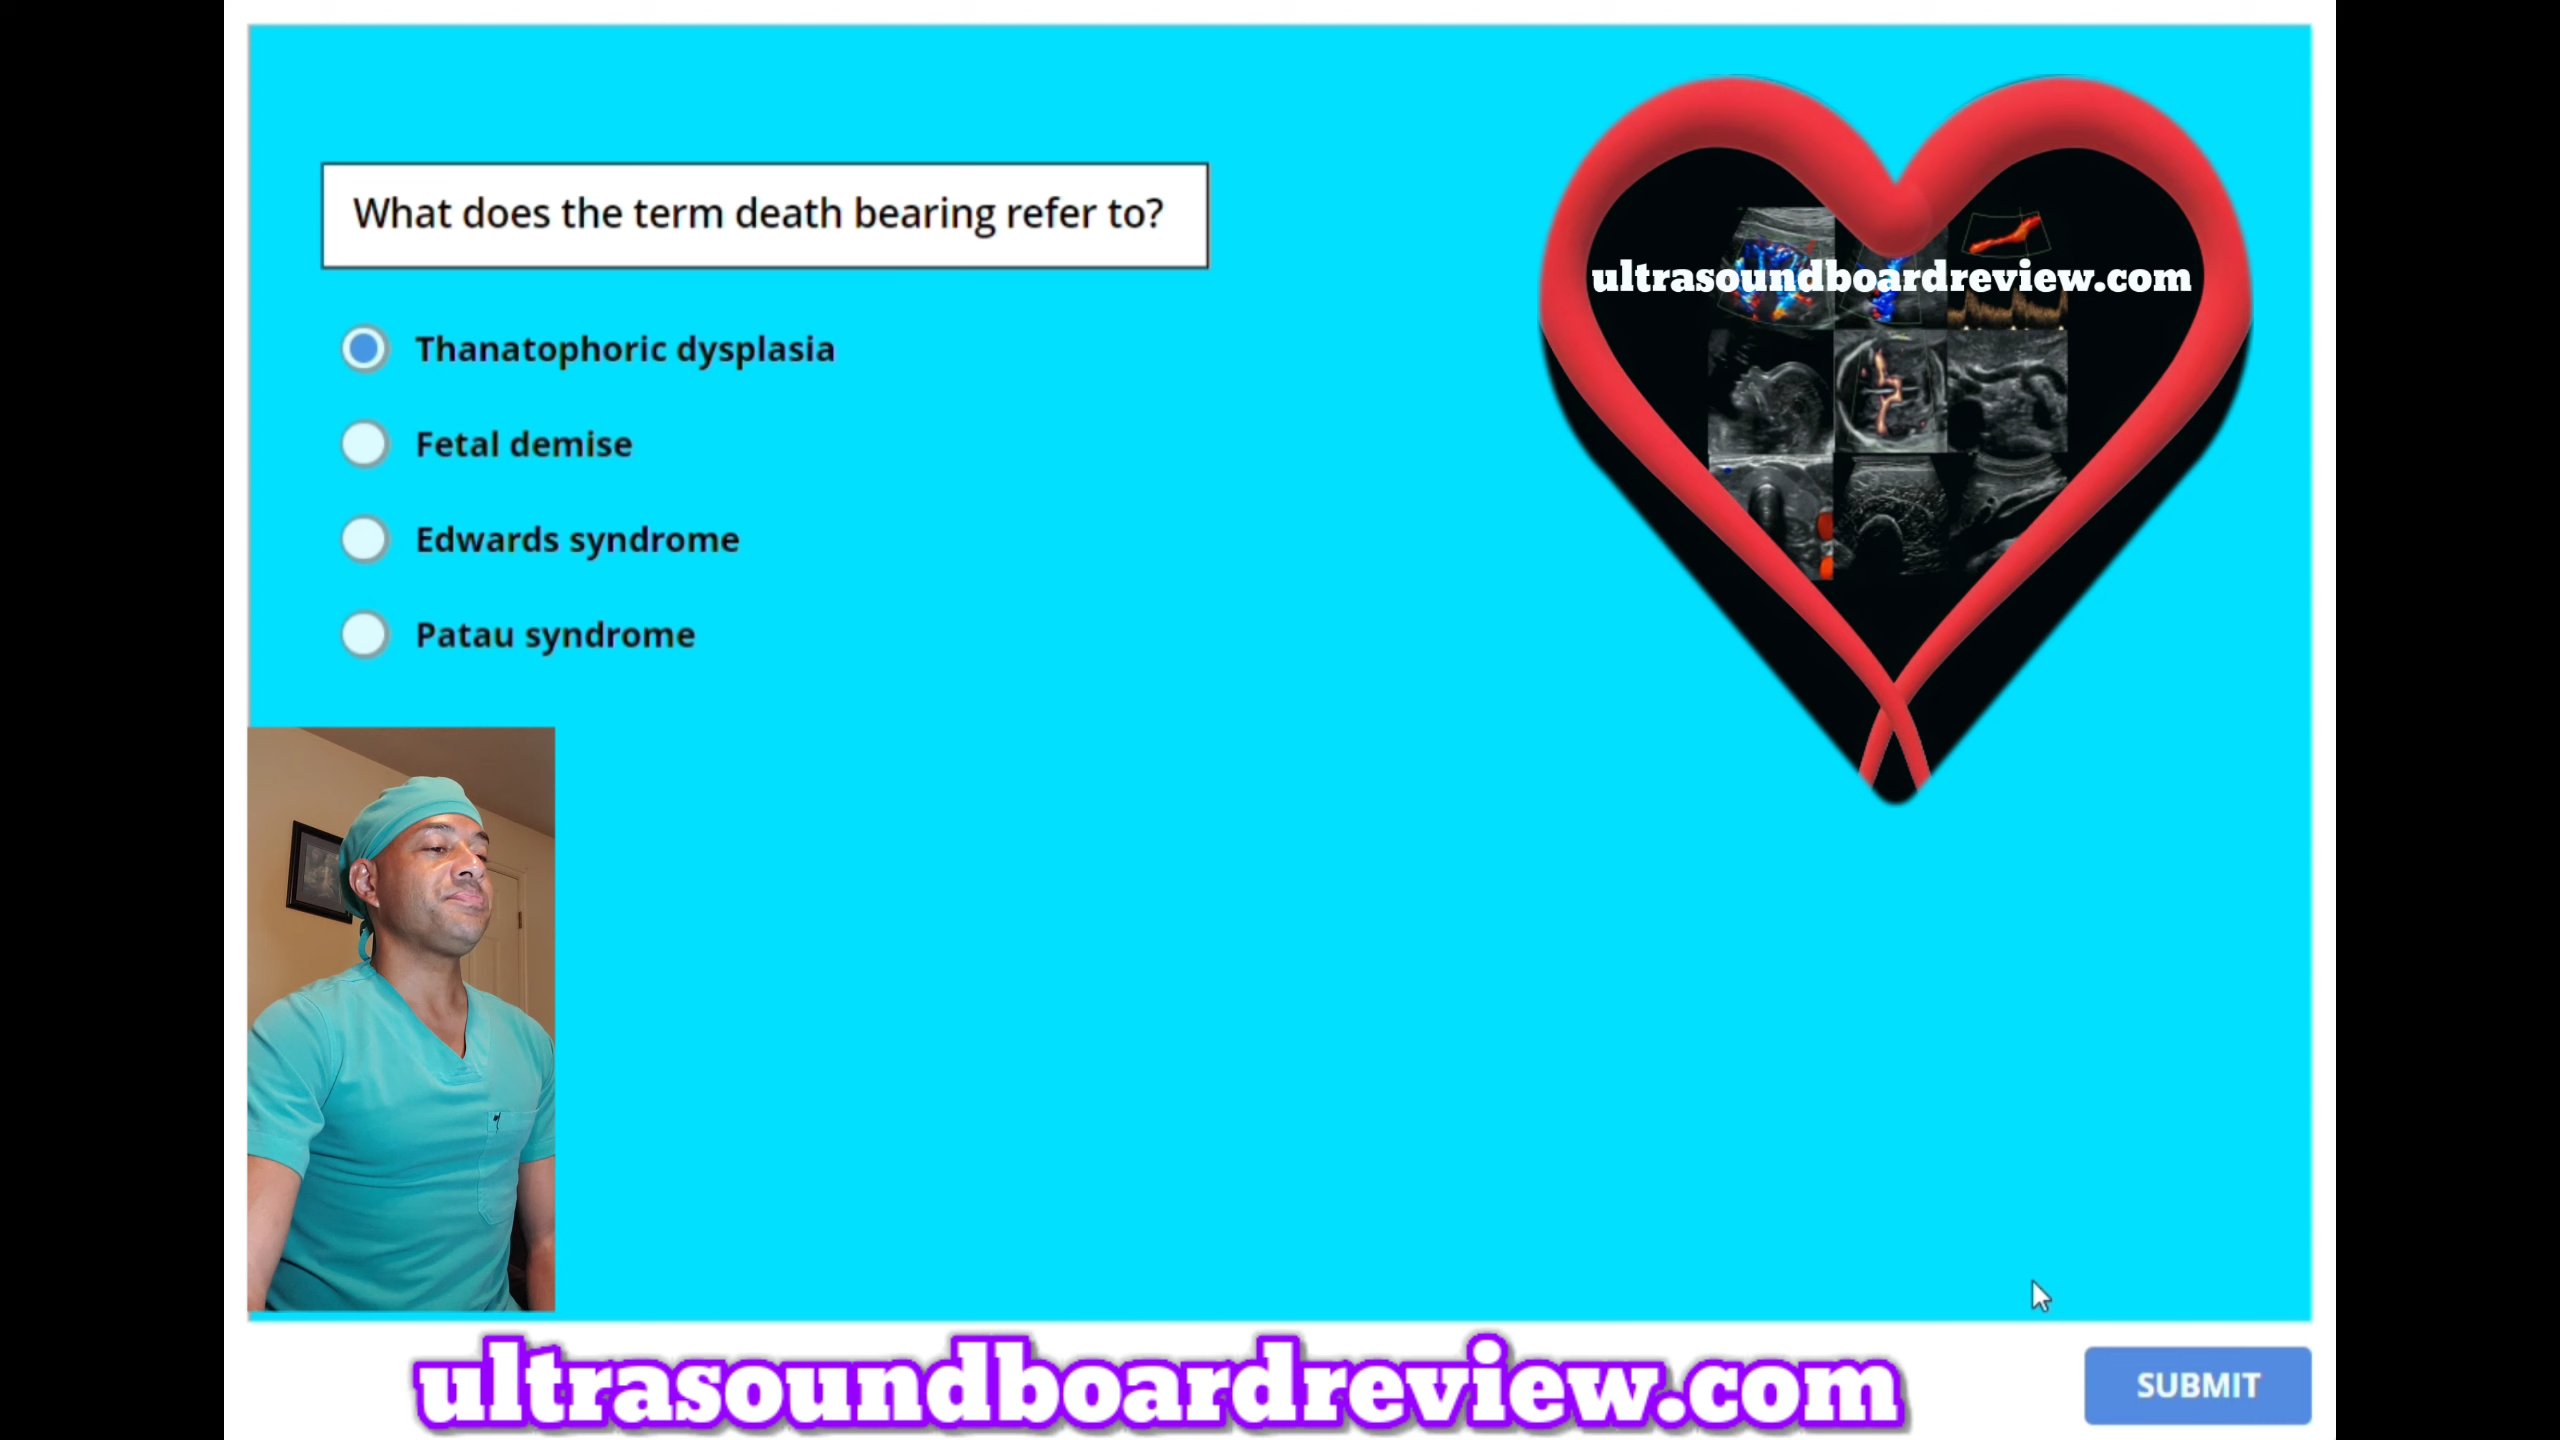 What does the term death bearing refer to?
ultrasoundboardreview.com
Thanatophoric dysplasia
Fetal demise
Edwards syndrome
Patau syndrome
ultrasoundboardreview.com
SUBMIT